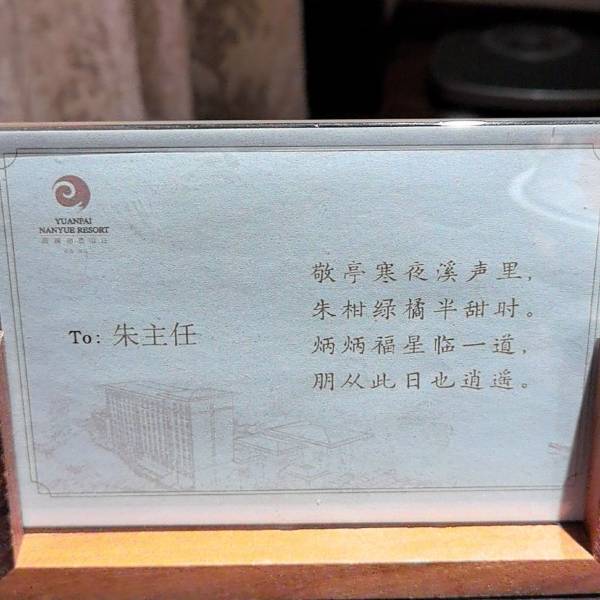 YUANPAI
NANYUE RESORT
To: 朱主任
敬亭寒夜溪声里，
朱柑绿橘半甜时。
炳炳福星临一道，
朋从此日也逍遥。